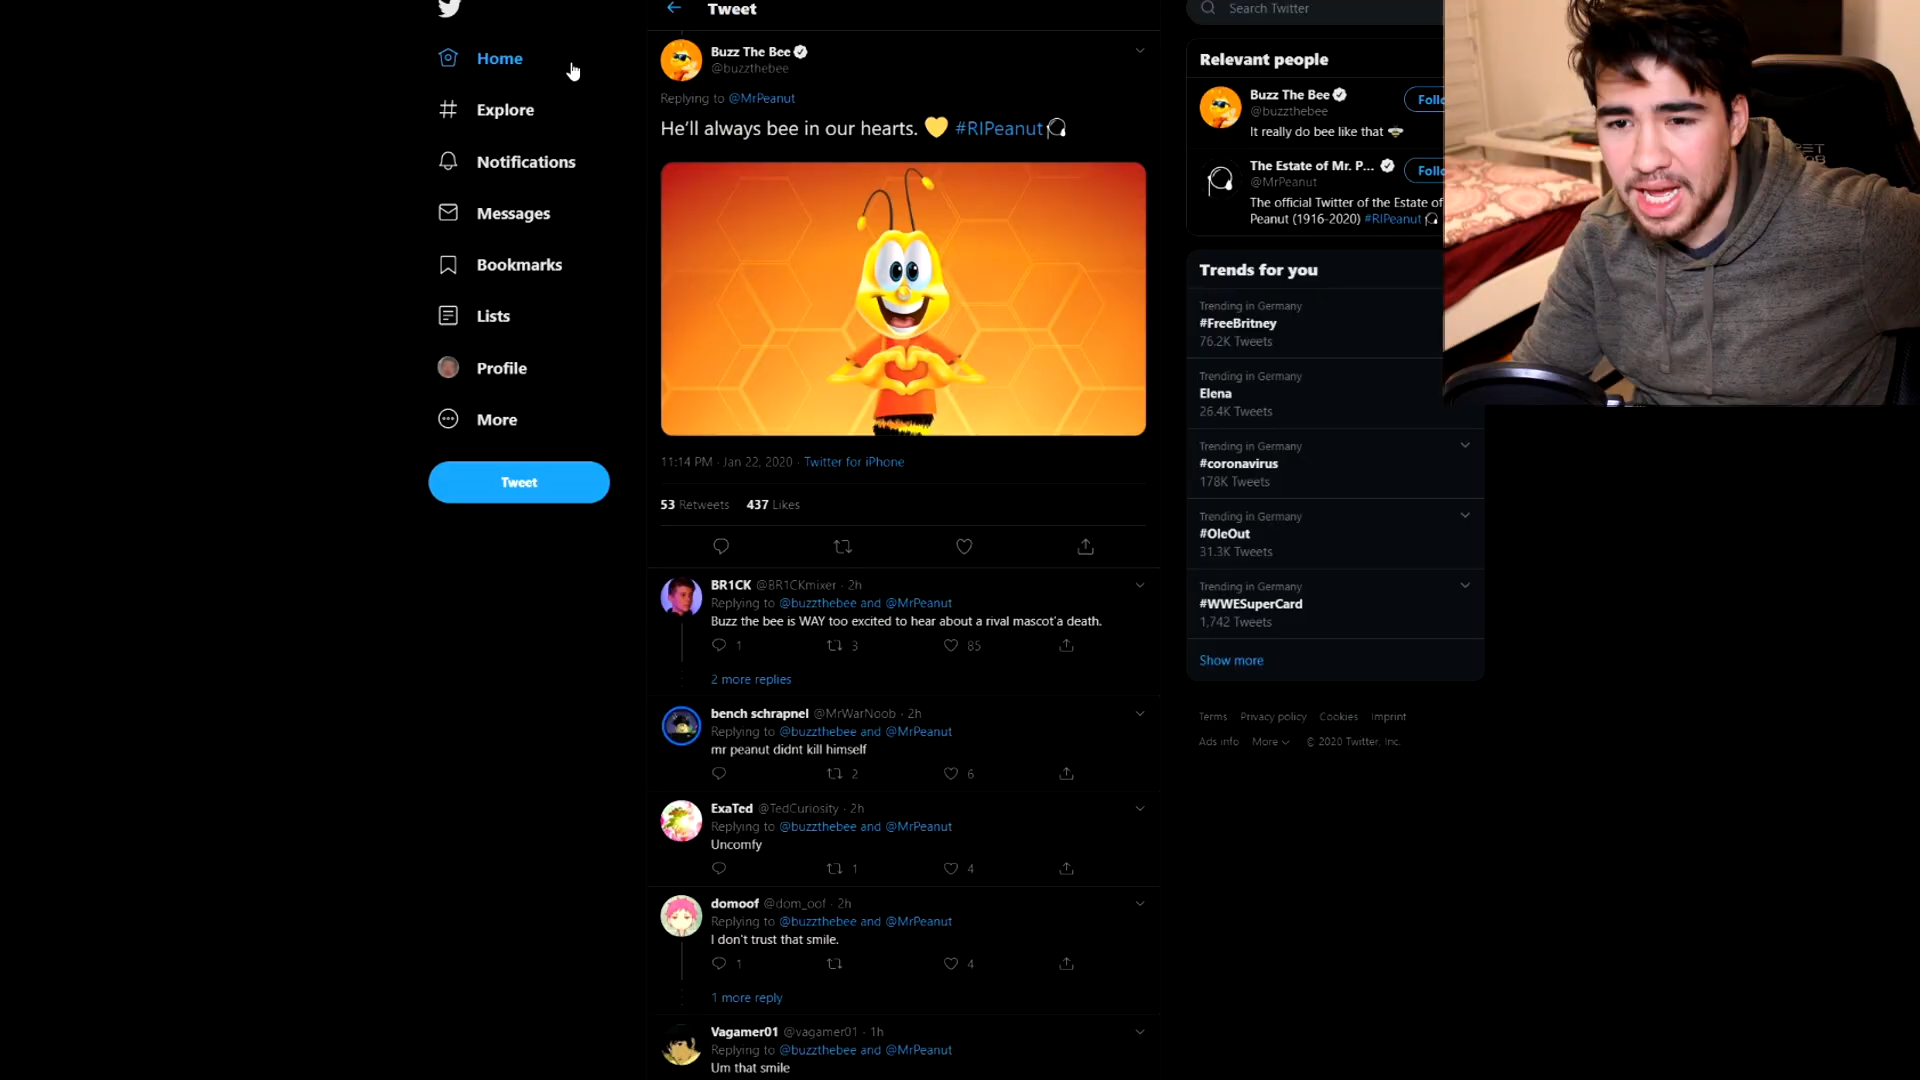 Home
Explore
Notifications
Messages
Bookmarks
Lists
Profile
More
Tweet
Tweet
Buzz The Bee
@buzzthebee
Replying to @MrPeanut
He'll always bee in our hearts. 💛 #RIPeanut
11:14 PM · Jan 22, 2020 · Twitter for iPhone
53 Retweets 437 Likes
BR1CK @BR1CKmixer · 2h
Replying to @buzzthebee and @MrPeanut
Buzz the bee is WAY too excited to hear about a rival mascot'a death.
1 3 85
2 more replies
bench schrapnel @MrWarNoob · 2h
Replying to @buzzthebee and @MrPeanut
mr peanut didnt kill himself
2 6
ExaTed @TedCuriosity · 2h
Replying to @buzzthebee and @MrPeanut
Uncomfy
1 4
domoof @dom_oof · 2h
Replying to @buzzthebee and @MrPeanut
I don't trust that smile.
1 4
1 more reply
Vagamer01 @vagamer01 · 1h
Replying to @buzzthebee and @MrPeanut
Um that smile
Search Twitter
Relevant people
Buzz The Bee
@buzzthebee
Follo
It really do bee like that 🐝
The Estate of Mr. P...
@MrPeanut
Follo
The official Twitter of the Estate of
Peanut (1916-2020) #RIPeanut
Trends for you
Trending in Germany
#FreeBritney
76.2K Tweets
Trending in Germany
Elena
26.4K Tweets
Trending in Germany
#coronavirus
178K Tweets
Trending in Germany
#OleOut
31.3K Tweets
Trending in Germany
#WWESuperCard
1,742 Tweets
Show more
Terms Privacy policy Cookies Imprint
Ads info More © 2020 Twitter, Inc.